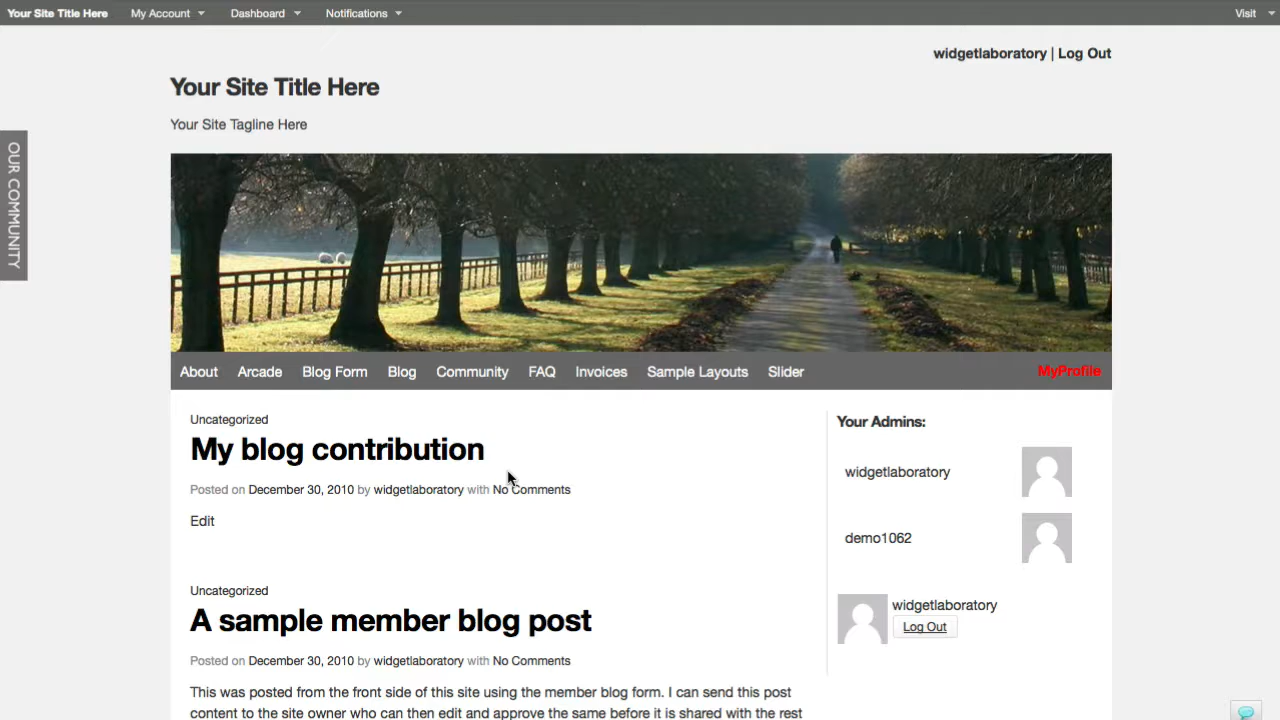 Your Site Title Here My Account Dashboard Notifications Visit
widgetlaboratory | Log Out
Your Site Title Here
Your Site Tagline Here
OUR COMMUNITY
About Arcade Blog Form Blog Community FAQ Invoices Sample Layouts Slider MyProfile
Uncategorized
My blog contribution
Posted on December 30, 2010 by widgetlaboratory with No Comments
Edit
Uncategorized
A sample member blog post
Posted on December 30, 2010 by widgetlaboratory with No Comments
This was posted from the front side of this site using the member blog form. I can send this post
content to the site owner who can then edit and approve the same before it is shared with the rest
Your Admins:
widgetlaboratory
demo1062
widgetlaboratory
Log Out